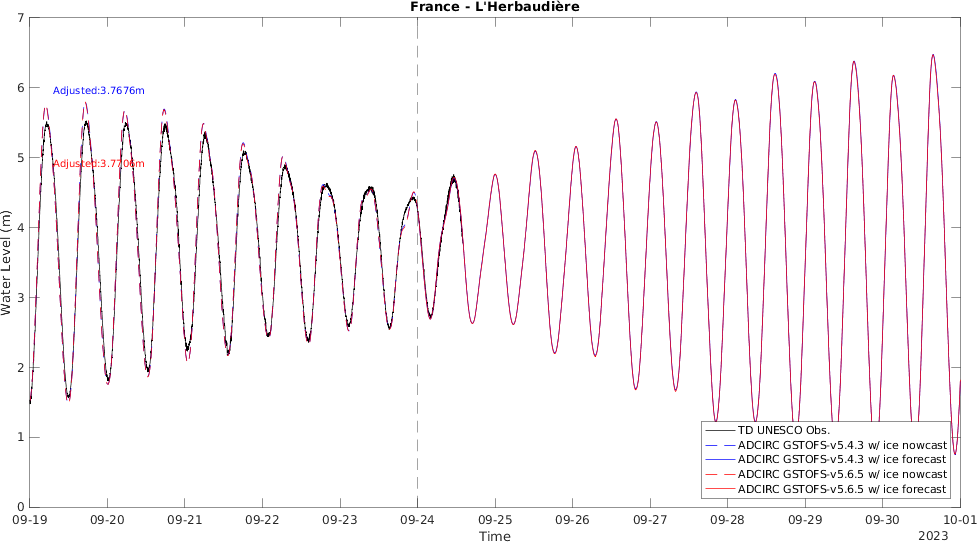 France - L'Herbaudière
7
6
5
4
3
2
1
0
Water Level (m)
Adjusted:3.7676m
Adjusted:3.7706m
TD UNESCO Obs.
ADCIRC GSTOFS-v5.4.3 w/ ice nowcast
ADCIRC GSTOFS-v5.4.3 w/ ice forecast
ADCIRC GSTOFS-v5.6.5 w/ ice nowcast
ADCIRC GSTOFS-v5.6.5 w/ ice forecast
09-19 09-20 09-21 09-22 09-23 09-24 09-25 09-26 09-27 09-28 09-29 09-30 10-01
Time
2023